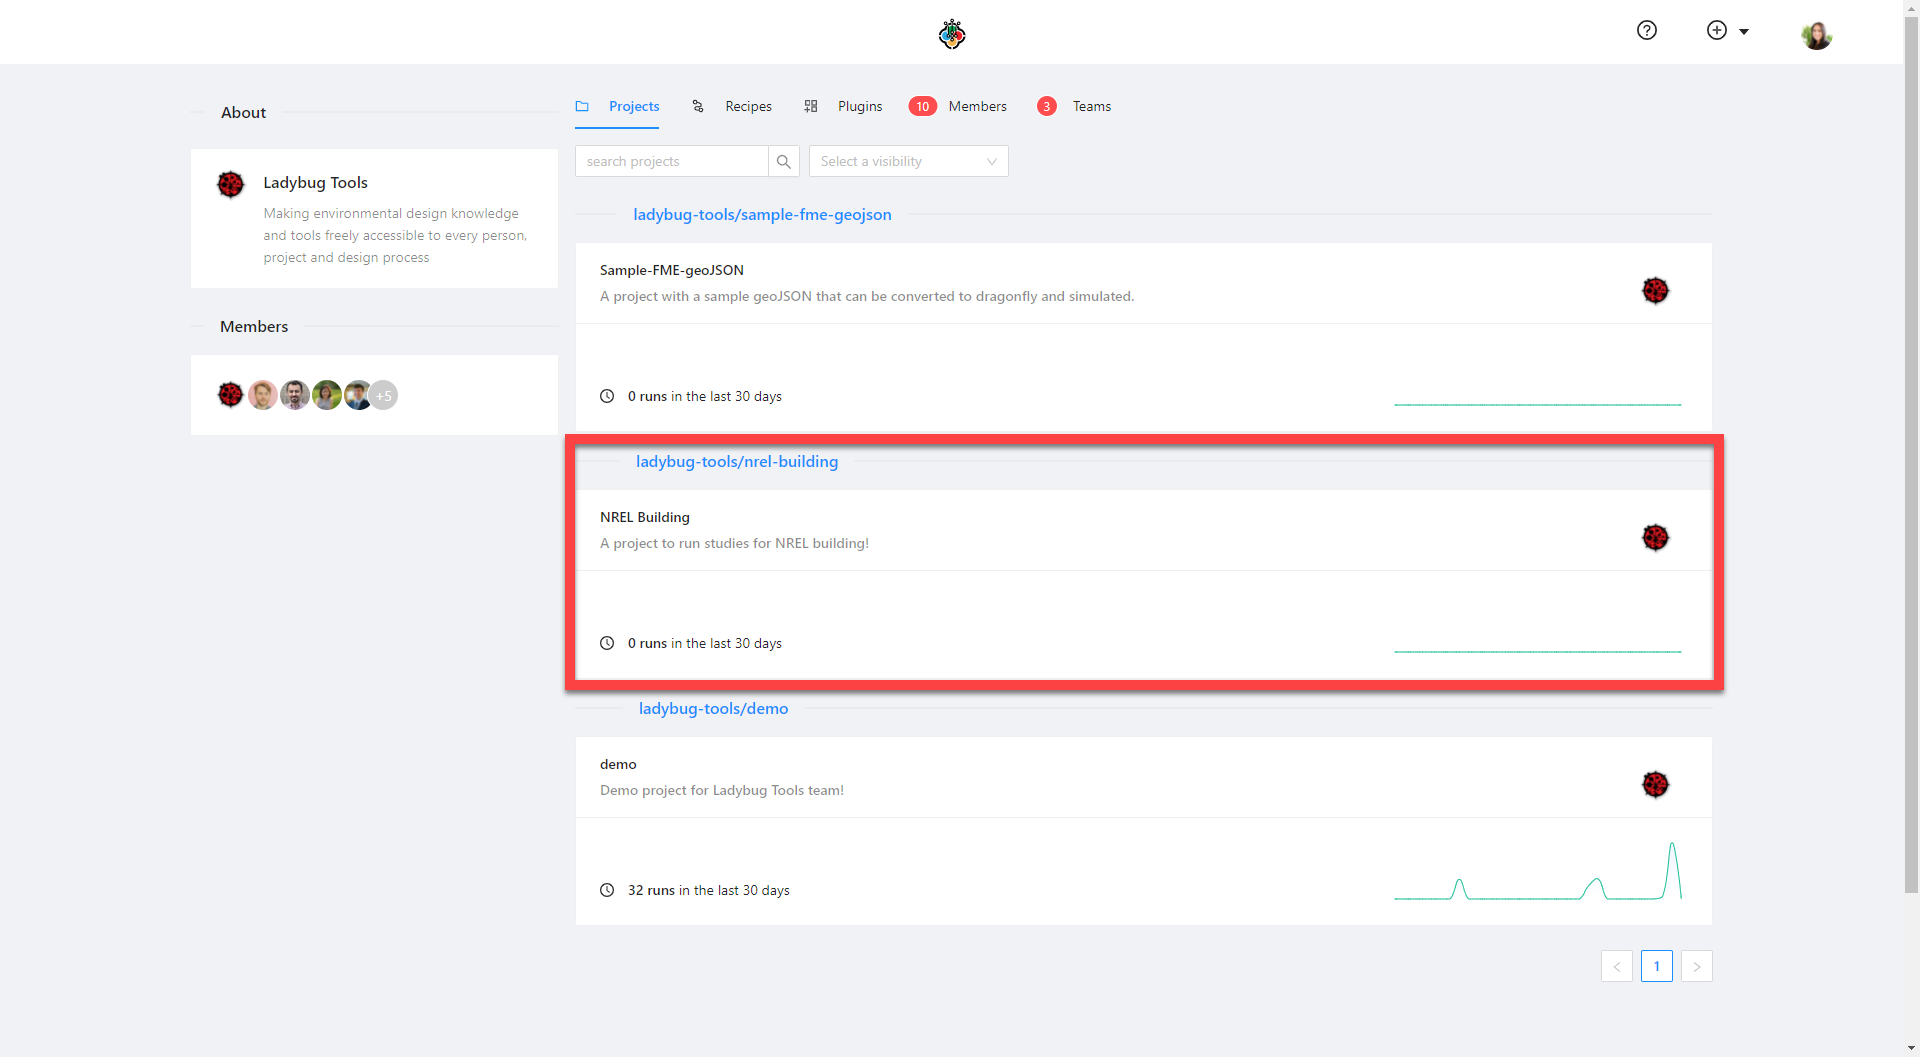 About
Ladybug Tools
Making environmental design knowledge
and tools freely accessible to every person,
project and design process
Members
+5
Projects Recipes Plugins 10 Members 3 Teams
search projects Select a visibility
ladybug-tools/sample-fme-geojson
Sample-FME-geoJSON
A project with a sample geoJSON that can be converted to dragonfly and simulated.
0 runs in the last 30 days
ladybug-tools/nrel-building
NREL Building
A project to run studies for NREL building!
0 runs in the last 30 days
ladybug-tools/demo
demo
Demo project for Ladybug Tools team!
32 runs in the last 30 days
< 1 >